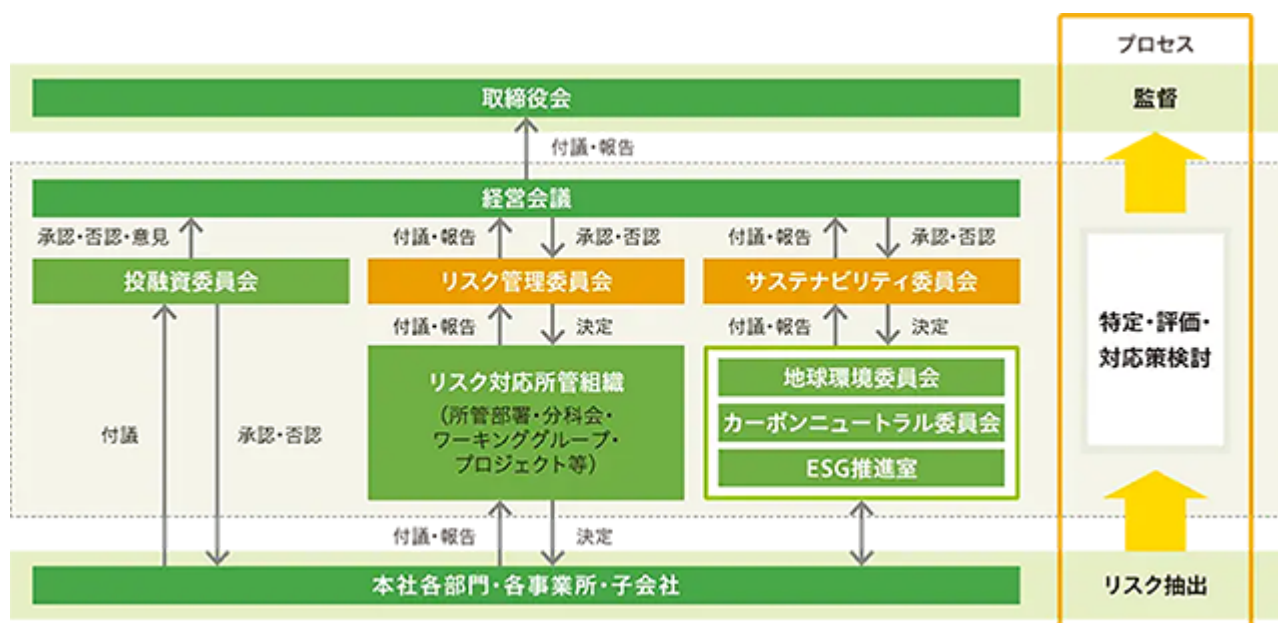 プロセス
取締役会
監督
付議・報告
経営会議
承認・否認・意見
付議・報告
承認・否認
付議・報告
承認・否認
投融資委員会
リスク管理委員会
サステナビリティ委員会
付議・報告
決定
付議・報告
決定
特定・評価・
対応策検討
リスク対応所管組織
（所管部署・分科会・
ワーキンググループ・
プロジェクト等）
地球環境委員会
カーボンニュートラル委員会
ESG推進室
付議
承認・否認
付議・報告
決定
本社各部門・各事業所・子会社
リスク抽出